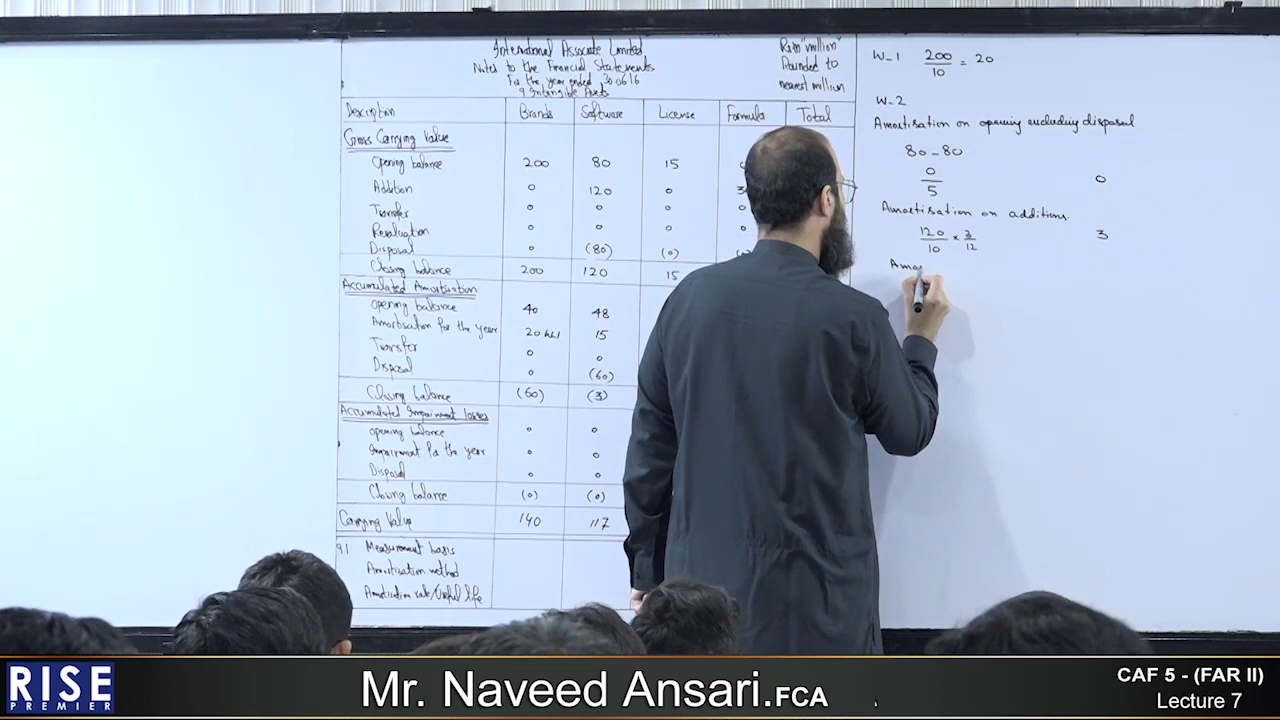 International Associate Limited
Notes to the Financial Statements
For the year ended 30.06.16
9 Intangible Assets
Rs in "million"
Rounded to
nearest million
Description Brands Software License Formula Total
Gross Carrying Value
Opening balance 200 80 15
Addition 0 120 0
Transfer 0 0 0 0
Revaluation 0 0 0 0
Disposal 0 (80) (0)
Closing balance 200 120 15
Accumulated Amortisation
Opening balance 40 48
Amortisation for the year 20 W-1 15
Transfer 0 0
Disposal 0 (60)
Closing balance (60) (3)
Accumulated Impairment losses
Opening balance 0 0
Impairment for the year 0 0
Disposal 0 0
Closing balance (0) (0)
Carrying Value 140 117
9.1 Measurement basis
Amortization method
Amortization rate/Useful life
W-1 200/10 = 20
W-2
Amortisation on opening excluding disposal
80-80
0/5 0
Amortisation on additions
120/10 × 3/12 3
Amo
RISE
PREMIER
Mr. Naveed Ansari.FCA
CAF 5 - (FAR II)
Lecture 7